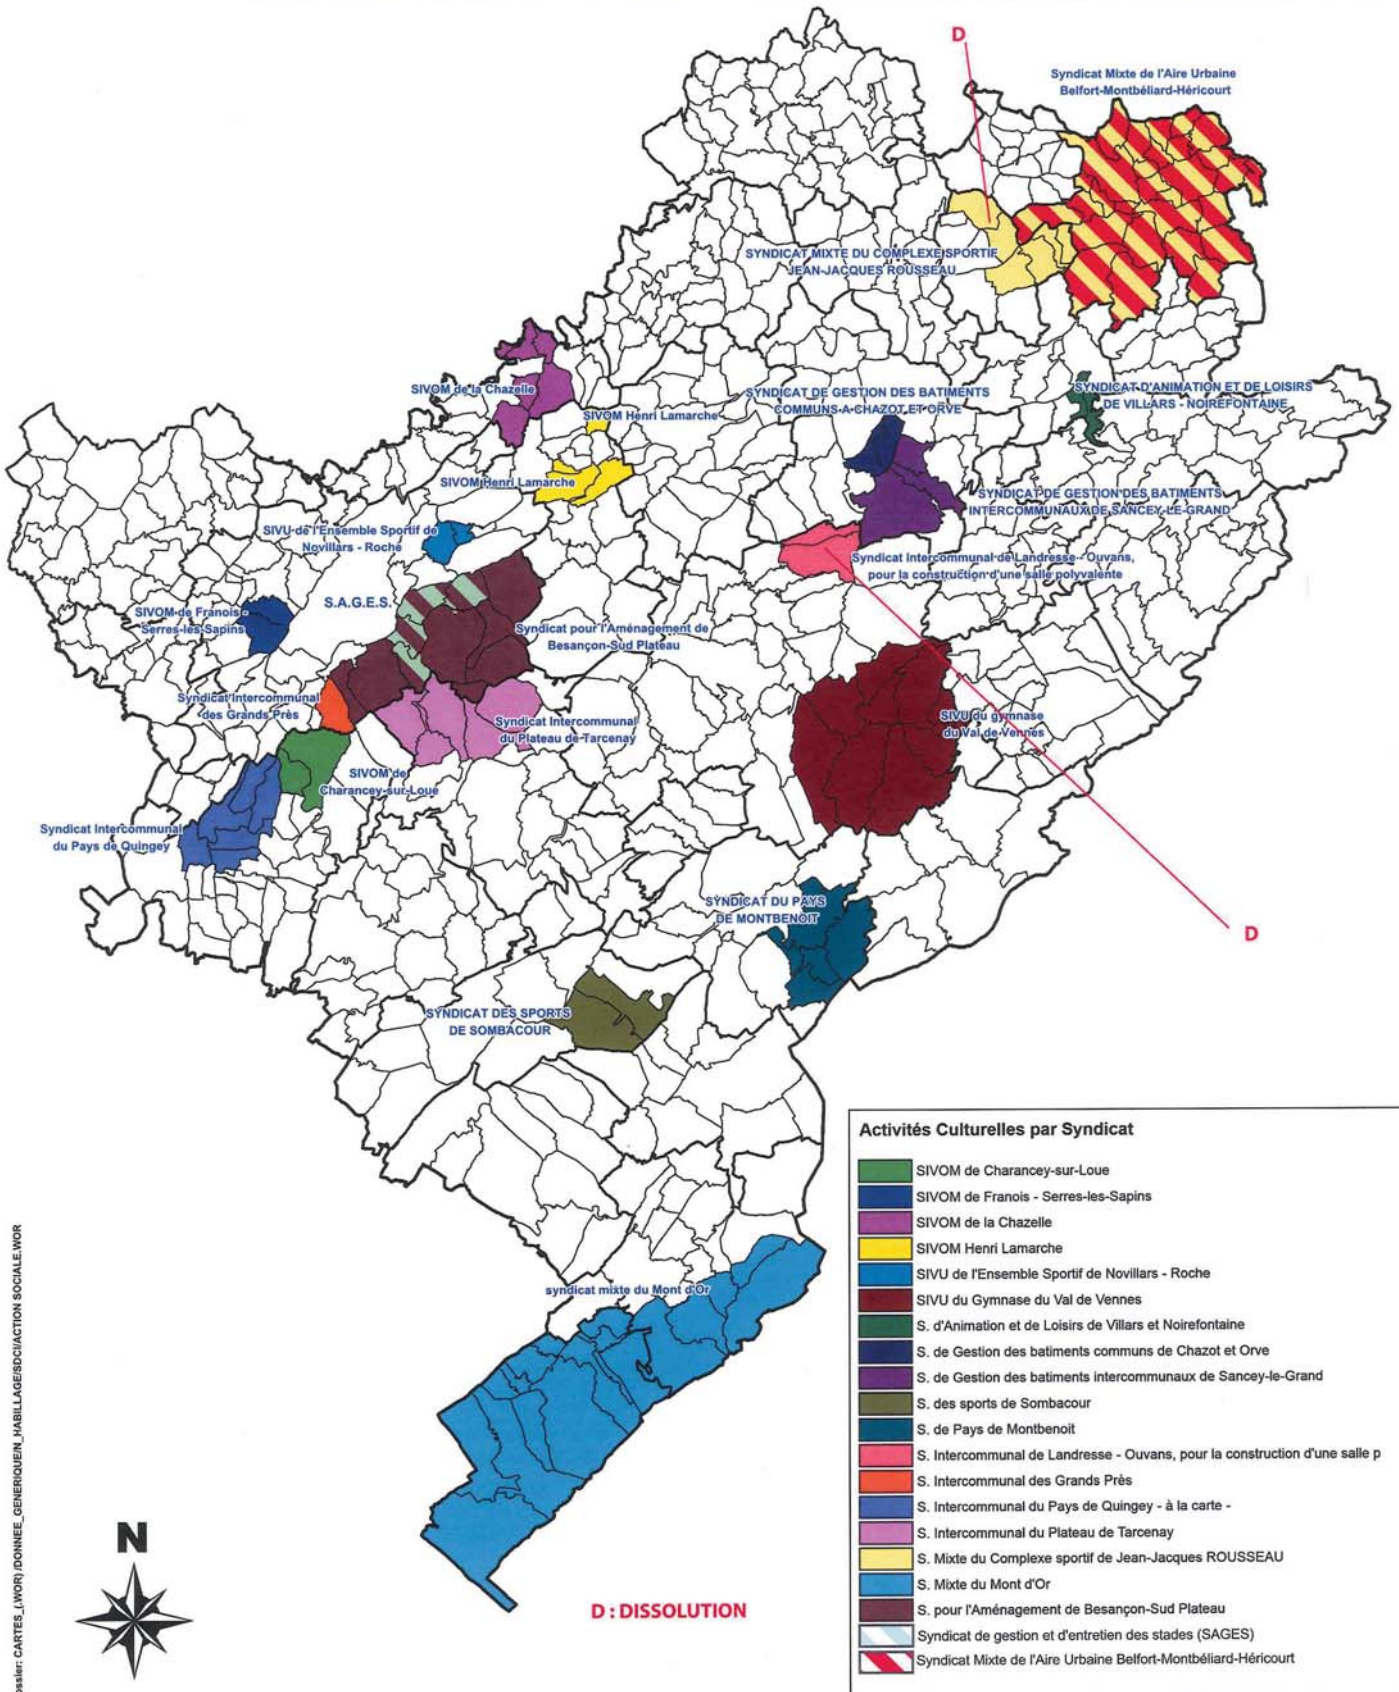 D
Syndicat Mixte de l'Aire Urbaine
Belfort-Montbéliard-Héricourt
SYNDICAT MIXTE DU COMPLEXE SPORTIF
JEAN-JACQUES ROUSSEAU
SIVOM de la Chazelle
SYNDICAT DE GESTION DES BATIMENTS
COMMUNS A CHAZOT ET ORVE
SYNDICAT D'ANIMATION ET DE LOISIRS
DE VILLARS - NOIREFONTAINE
SIVOM Henri Lamarche
SIVOM Henri Lamarche
SYNDICAT DE GESTION DES BATIMENTS
INTERCOMMUNAUX DE SANCEY-LE-GRAND
SIVU de l'Ensemble Sportif de
Novillars - Roche
Syndicat Intercommunal de Landresse - Ouvans,
pour la construction d'une salle polyvalente
S.A.G.E.S.
SIVOM de Franois -
Serres-les-Sapins
Syndicat pour l'Aménagement de
Besançon-Sud Plateau
Syndicat Intercommunal
des Grands Près
Syndicat Intercommunal
du Plateau de Tarcenay
SIVU du gymnase
du Val de Vennes
SIVOM de
Charancey-sur-Loue
Syndicat Intercommunal
du Pays de Quingey
SYNDICAT DU PAYS
DE MONTBENOIT
D
SYNDICAT DES SPORTS
DE SOMBACOUR
syndicat mixte du Mont d'Or
Activités Culturelles par Syndicat
SIVOM de Charancey-sur-Loue
SIVOM de Franois - Serres-les-Sapins
SIVOM de la Chazelle
SIVOM Henri Lamarche
SIVU de l'Ensemble Sportif de Novillars - Roche
SIVU du Gymnase du Val de Vennes
S. d'Animation et de Loisirs de Villars et Noirefontaine
S. de Gestion des batiments communs de Chazot et Orve
S. de Gestion des batiments intercommunaux de Sancey-le-Grand
S. des sports de Sombacour
S. de Pays de Montbenoit
S. Intercommunal de Landresse - Ouvans, pour la construction d'une salle p
S. Intercommunal des Grands Près
S. Intercommunal du Pays de Quingey - à la carte -
S. Intercommunal du Plateau de Tarcenay
S. Mixte du Complexe sportif de Jean-Jacques ROUSSEAU
S. Mixte du Mont d'Or
S. pour l'Aménagement de Besançon-Sud Plateau
Syndicat de gestion et d'entretien des stades (SAGES)
Syndicat Mixte de l'Aire Urbaine Belfort-Montbéliard-Héricourt
N
D : DISSOLUTION
ossier: CARTES_(.WOR) /DONNEE_GENERIQUE/N_HABILLAGE/SDCI/ACTION SOCIALE.WOR